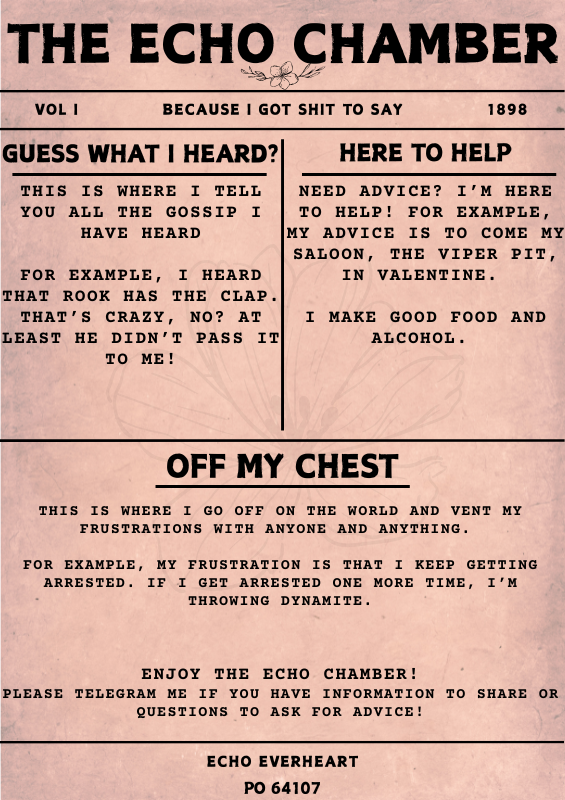 THE ECHO CHAMBER
VOL I BECAUSE I GOT SHIT TO SAY 1898
GUESS WHAT I HEARD?
THIS IS WHERE I TELL
YOU ALL THE GOSSIP I
HAVE HEARD
FOR EXAMPLE, I HEARD
THAT ROOK HAS THE CLAP.
THAT'S CRAZY, NO? AT
LEAST HE DIDN'T PASS IT
TO ME!
HERE TO HELP
NEED ADVICE? I'M HERE
TO HELP! FOR EXAMPLE,
MY ADVICE IS TO COME MY
SALOON, THE VIPER PIT,
IN VALENTINE.
I MAKE GOOD FOOD AND
ALCOHOL.
OFF MY CHEST
THIS IS WHERE I GO OFF ON THE WORLD AND VENT MY
FRUSTRATIONS WITH ANYONE AND ANYTHING.
FOR EXAMPLE, MY FRUSTRATION IS THAT I KEEP GETTING
ARRESTED. IF I GET ARRESTED ONE MORE TIME, I'M
THROWING DYNAMITE.
ENJOY THE ECHO CHAMBER!
PLEASE TELEGRAM ME IF YOU HAVE INFORMATION TO SHARE OR
QUESTIONS TO ASK FOR ADVICE!
ECHO EVERHEART
PO 64107